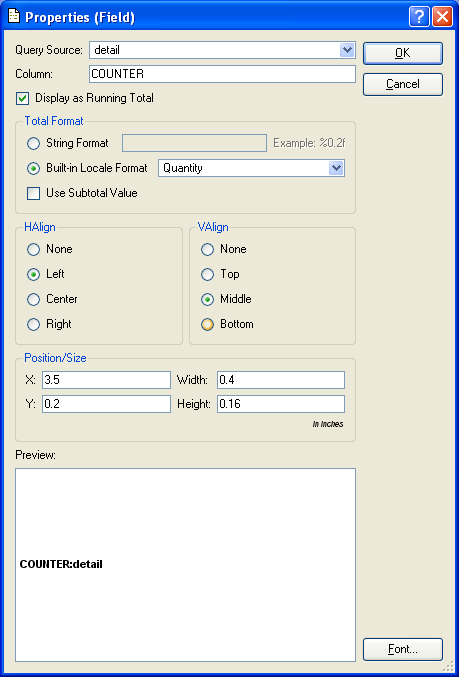 Properties (Field)
?
Query Source: detail
OK
Column: COUNTER
Cancel
Display as Running Total
Total Format
String Format Example: %0.2f
Built-in Locale Format Quantity
Use Subtotal Value
HAlign
None
Left
Center
Right
VAlign
None
Top
Middle
Bottom
Position/Size
X: 3.5 Width: 0.4
Y: 0.2 Height: 0.16
in inches
Preview:
COUNTER:detail
Font...